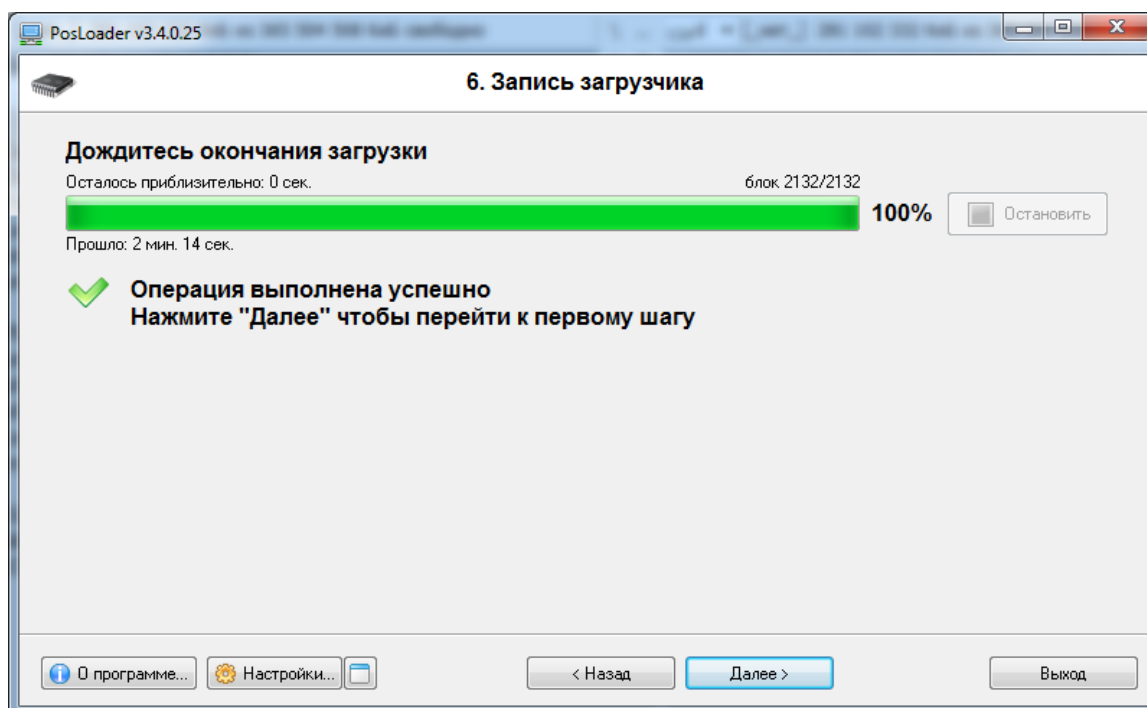 PosLoader v3.4.0.25
6. Запись загрузчика
Дождитесь окончания загрузки
Осталось приблизительно: 0 сек. блок 2132/2132
100% Остановить
Прошло: 2 мин. 14 сек.
Операция выполнена успешно
Нажмите "Далее" чтобы перейти к первому шагу
О программе... Настройки... < Назад Далее > Выход